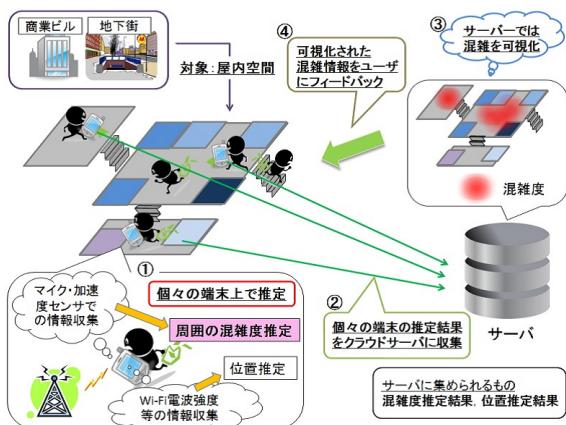 商業ビル
地下街
対象：屋内空間
④
可視化された
混雑情報をユーザ
にフィードバック
③
サーバーでは
混雑を可視化
混雑度
サーバ
①
マイク・加速
度センサで
の情報収集
個々の端末上で推定
周囲の混雑度推定
位置推定
Wi-Fi電波強度
等の情報収集
②
個々の端末の推定結果
をクラウドサーバに収集
サーバに集められるもの
混雑度推定結果，位置推定結果